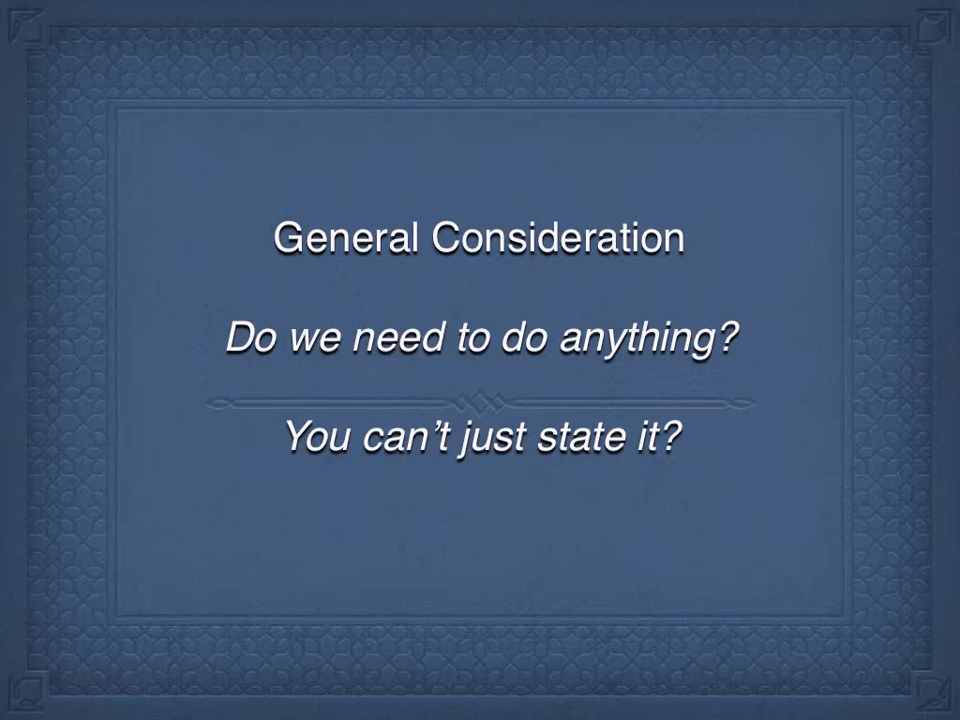 General Consideration
Do we need to do anything?
You can’t just state it?